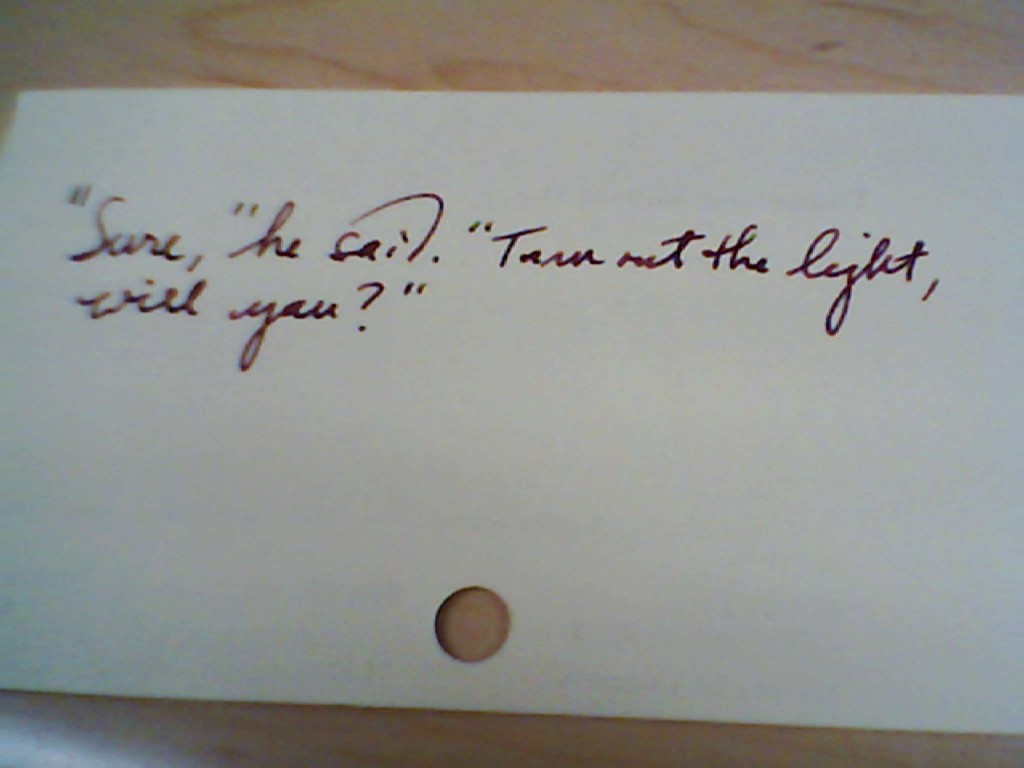 "Sure," he said. "Turn out the light,
will you?"